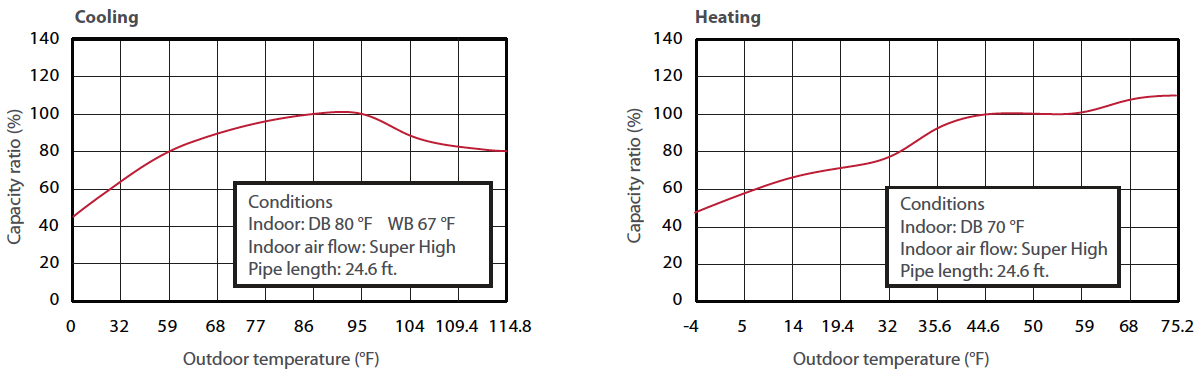 Cooling
140
120
100
80
60
40
20
0
Capacity ratio (%)
Conditions
Indoor: DB 80 °F WB 67 °F
Indoor air flow: Super High
Pipe length: 24.6 ft.
0 32 59 68 77 86 95 104 109.4 114.8
Outdoor temperature (°F)
Heating
140
120
100
80
60
40
20
0
Capacity ratio (%)
Conditions
Indoor: DB 70 °F
Indoor air flow: Super High
Pipe length: 24.6 ft.
-4 5 14 19.4 32 35.6 44.6 50 59 68 75.2
Outdoor temperature (°F)